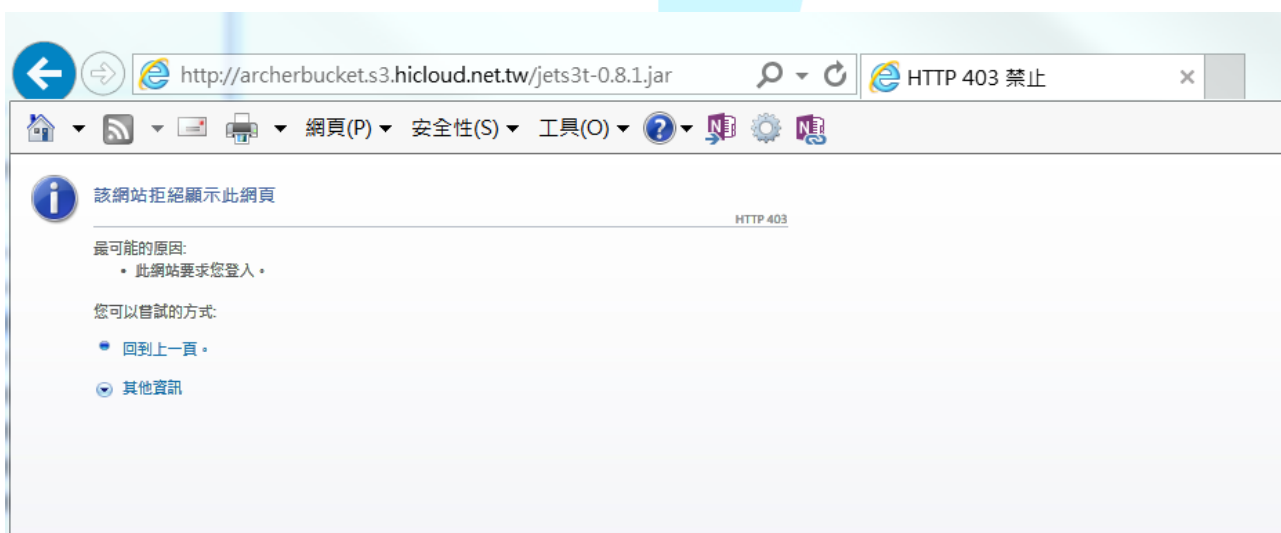 http://archerbucket.s3.hicloud.net.tw/jets3t-0.8.1.jar
HTTP 403 禁止
網頁(P)
安全性(S)
工具(O)
該網站拒絕顯示此網頁
HTTP 403
最可能的原因:
• 此網站要求您登入。
您可以嘗試的方式:
回到上一頁。
其他資訊